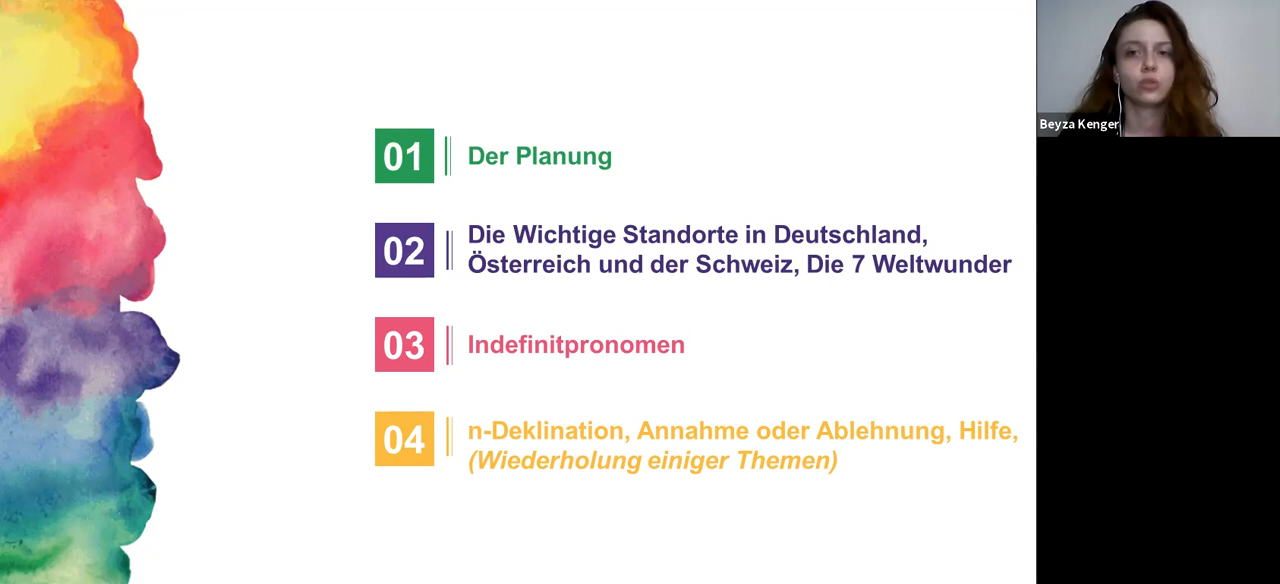 01
Der Planung
02
Die Wichtige Standorte in Deutschland,
Österreich und der Schweiz, Die 7 Weltwunder
03
Indefinitpronomen
04
n-Deklination, Annahme oder Ablehnung, Hilfe,
(Wiederholung einiger Themen)
Beyza Kenger